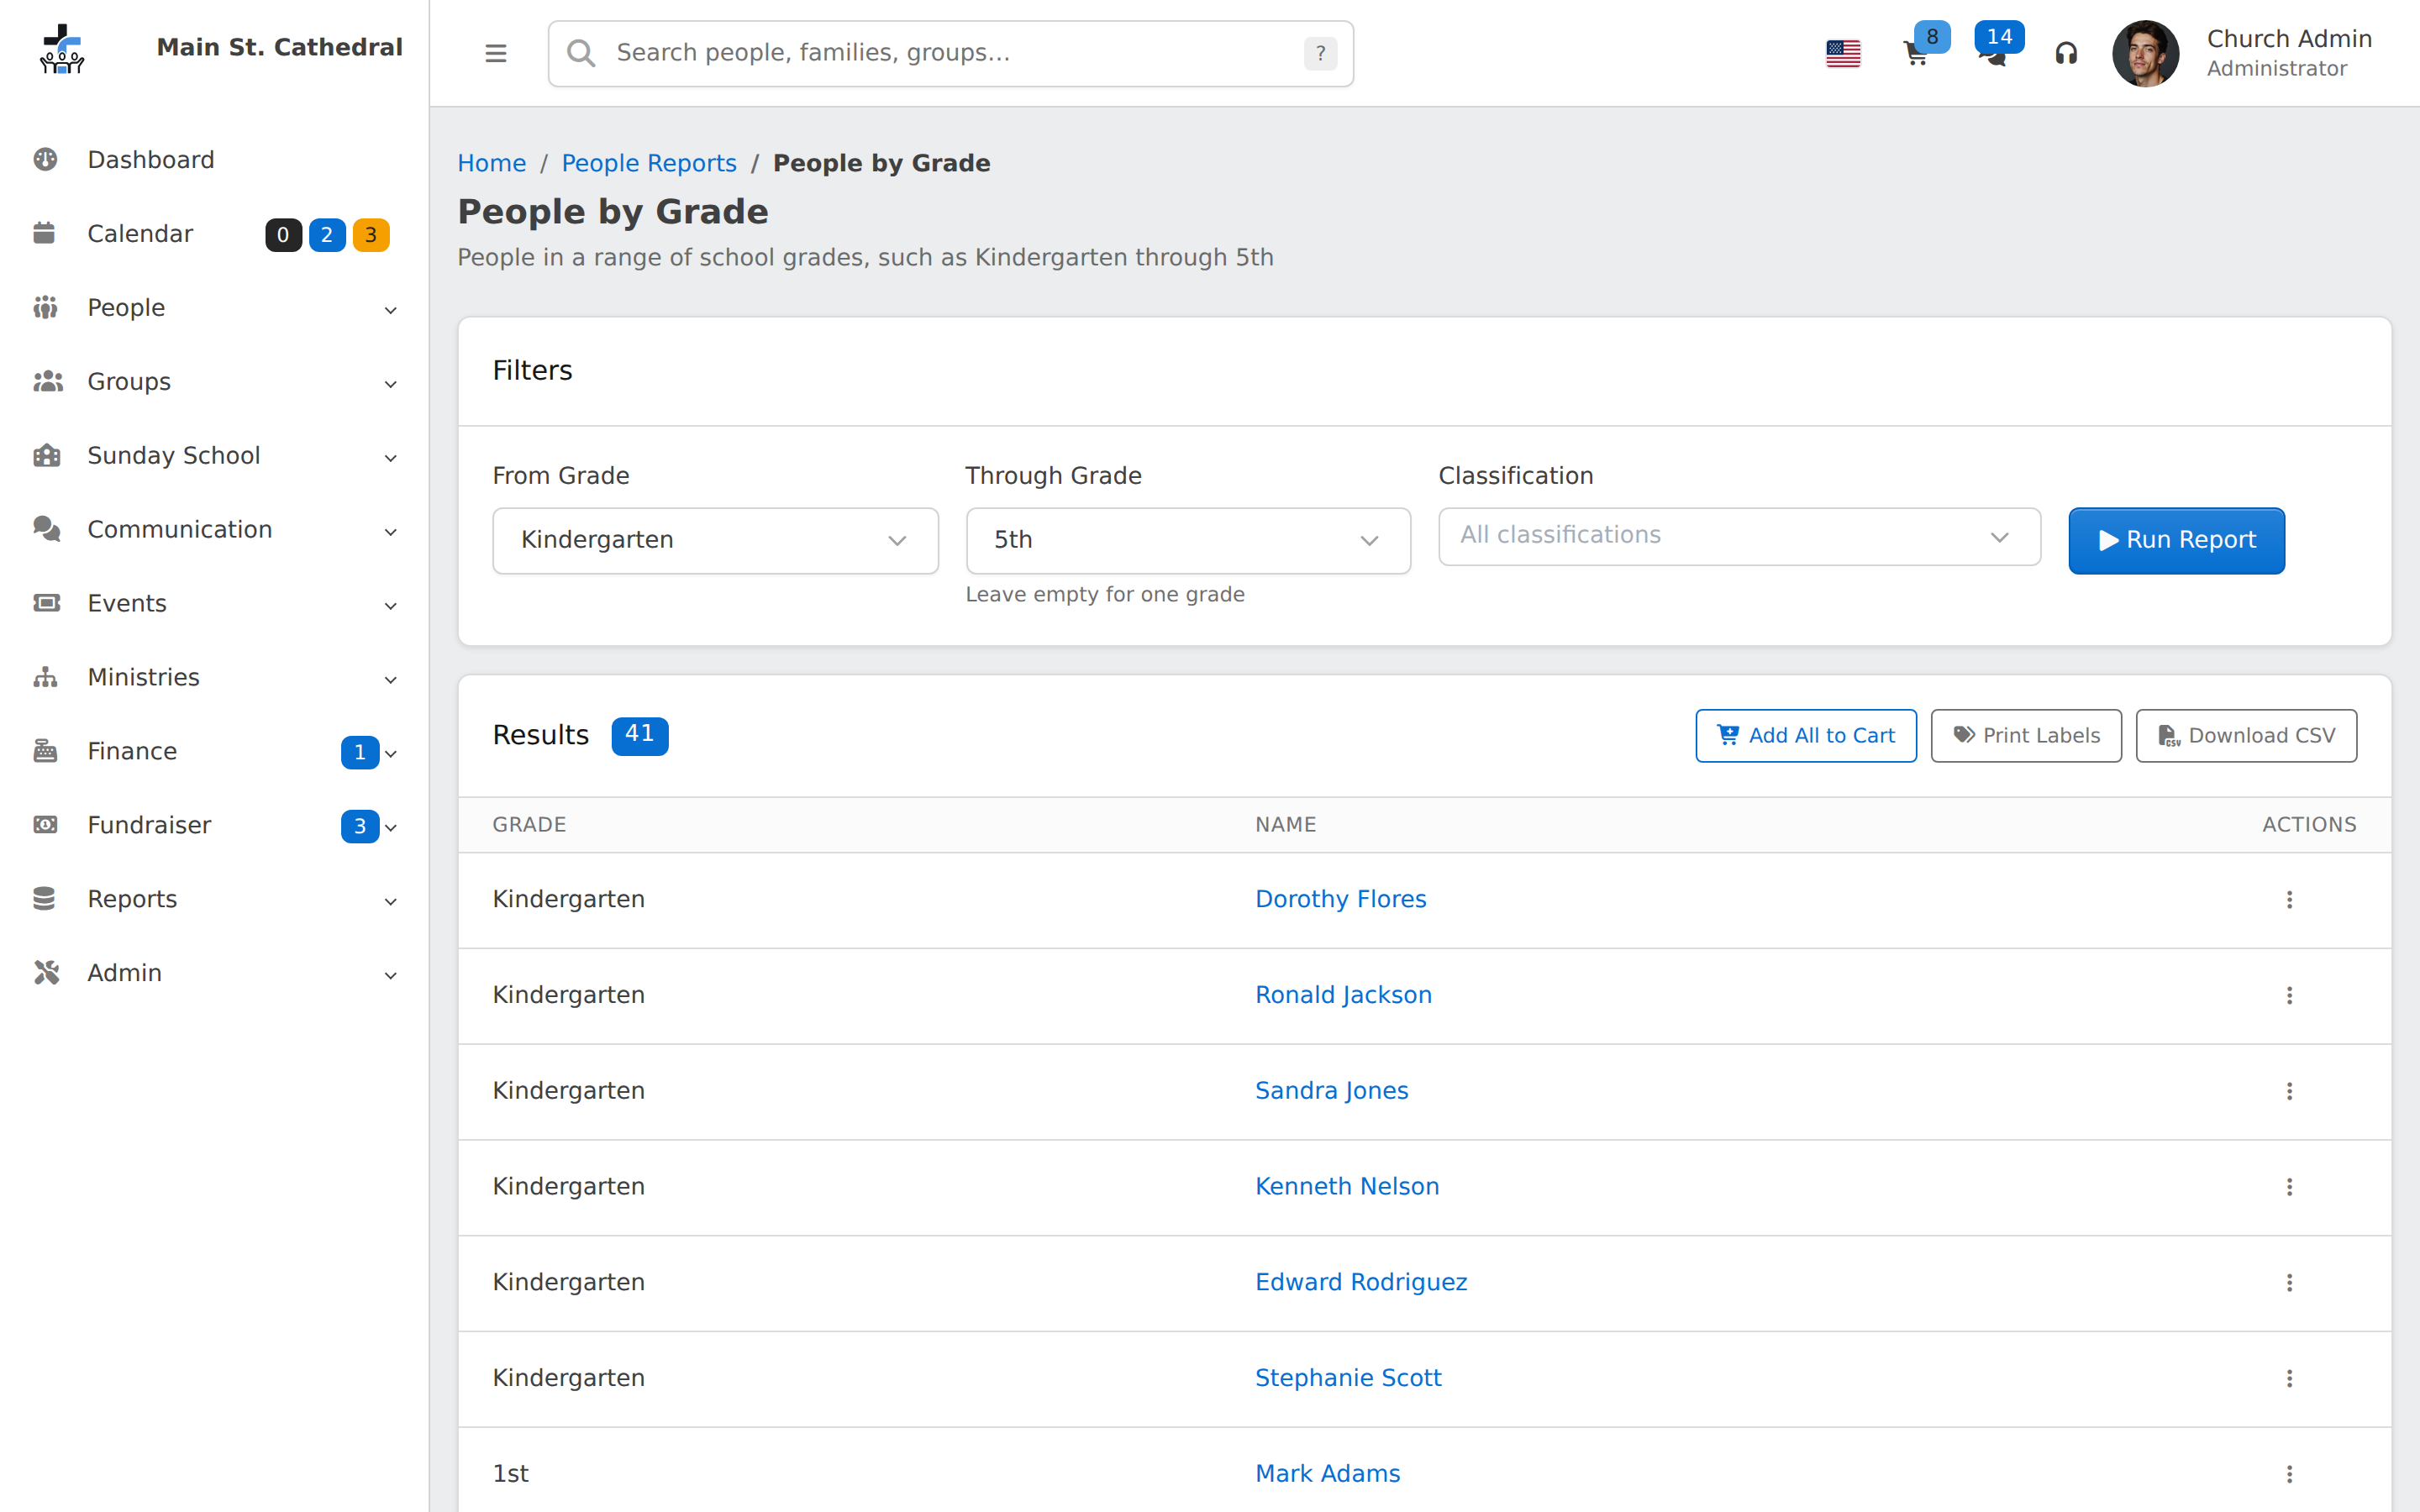 Main St. Cathedral
Search people, families, groups...
?
8
14
Church Admin
Administrator
Dashboard
Calendar
0
2
3
People
Groups
Sunday School
Communication
Events
Ministries
Finance
1
Fundraiser
3
Reports
Admin
Home / People Reports / People by Grade
People by Grade
People in a range of school grades, such as Kindergarten through 5th
Filters
From Grade
Kindergarten
Through Grade
5th
Leave empty for one grade
Classification
All classifications
Run Report
Results 41
Add All to Cart
Print Labels
Download CSV
GRADE NAME ACTIONS
Kindergarten Dorothy Flores
Kindergarten Ronald Jackson
Kindergarten Sandra Jones
Kindergarten Kenneth Nelson
Kindergarten Edward Rodriguez
Kindergarten Stephanie Scott
1st Mark Adams